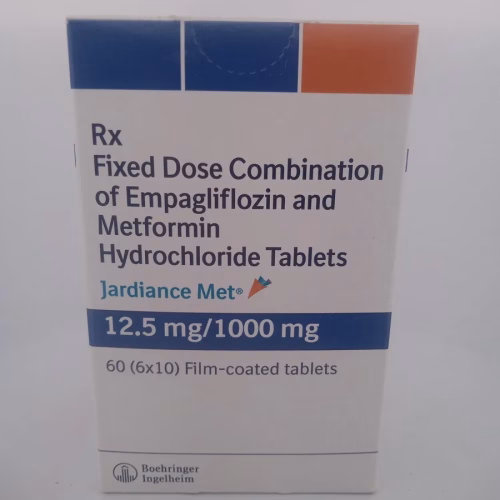 Rx
Fixed Dose Combination
of Empagliflozin and
Metformin
Hydrochloride Tablets
Jardiance Met®
12.5 mg/1000 mg
60 (6x10) Film-coated tablets
Boehringer
Ingelheim